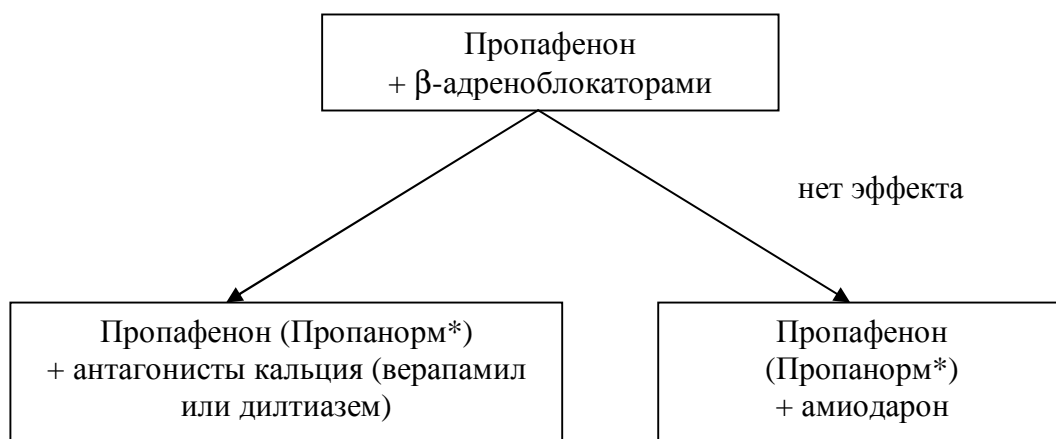 Пропафенон
+ β-адреноблокаторами
нет эффекта
Пропафенон (Пропанорм*)
+ антагонисты кальция (верапамил
или дилтиазем)
Пропафенон
(Пропанорм*)
+ амиодарон